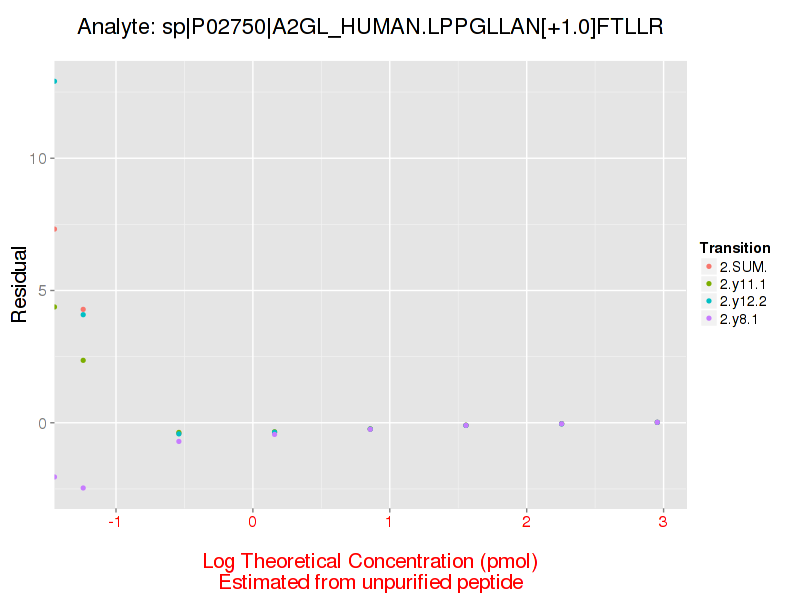 Analyte: sp|P02750|A2GL_HUMAN.LPPGLLAN[+1.0]FTLLR
Residual
10
5
0
-1 0 1 2 3
Log Theoretical Concentration (pmol)
Estimated from unpurified peptide
Transition
2.SUM.
2.y11.1
2.y12.2
2.y8.1